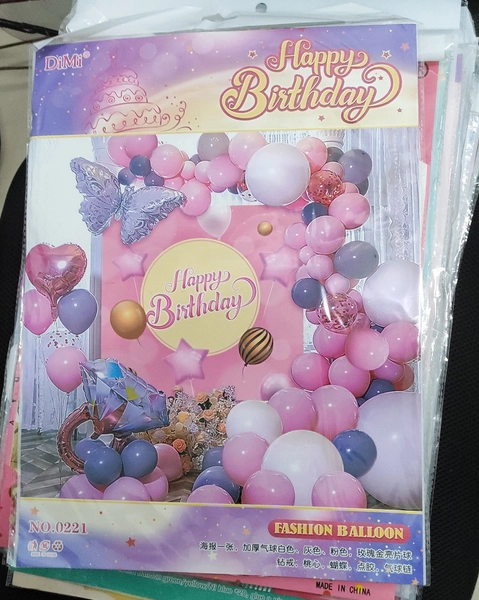 DiMi®
Happy
Birthday
Happy
Birthday
NO.0221
FASHION BALLOON
海报一张、加厚气球白色、灰色、粉色、玫瑰金亮片球
钻戒、桃心、蝴蝶、点胶、气球链
MADE IN CHINA